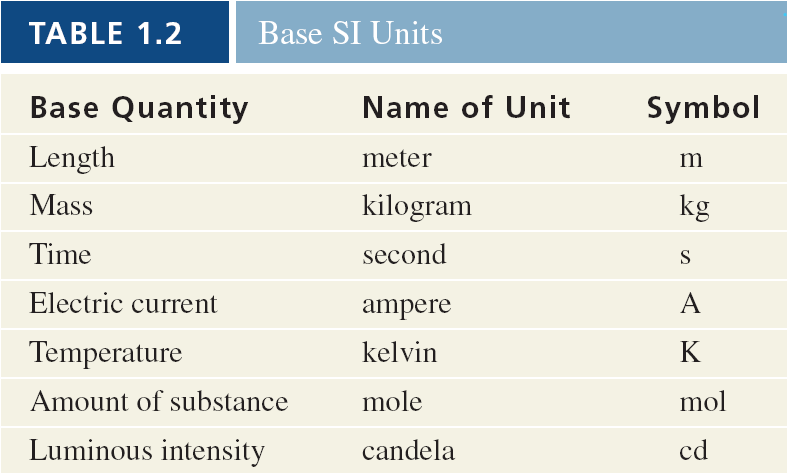 TABLE 1.2 Base SI Units
Base Quantity Name of Unit Symbol
Length meter m
Mass kilogram kg
Time second s
Electric current ampere A
Temperature kelvin K
Amount of substance mole mol
Luminous intensity candela cd